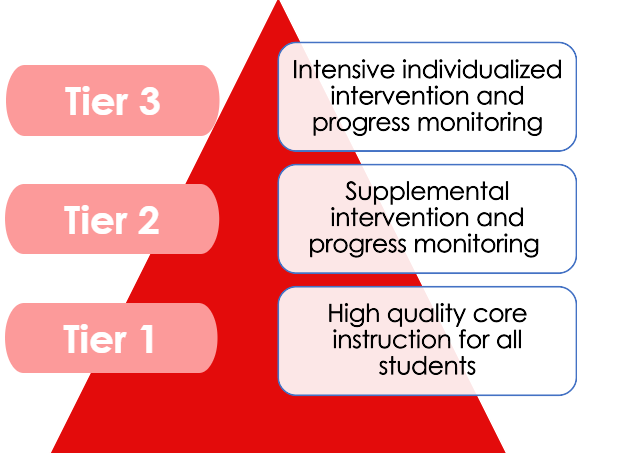 Tier 3
Intensive individualized
intervention and
progress monitoring
Tier 2
Supplemental
intervention and
progress monitoring
Tier 1
High quality core
instruction for all
students